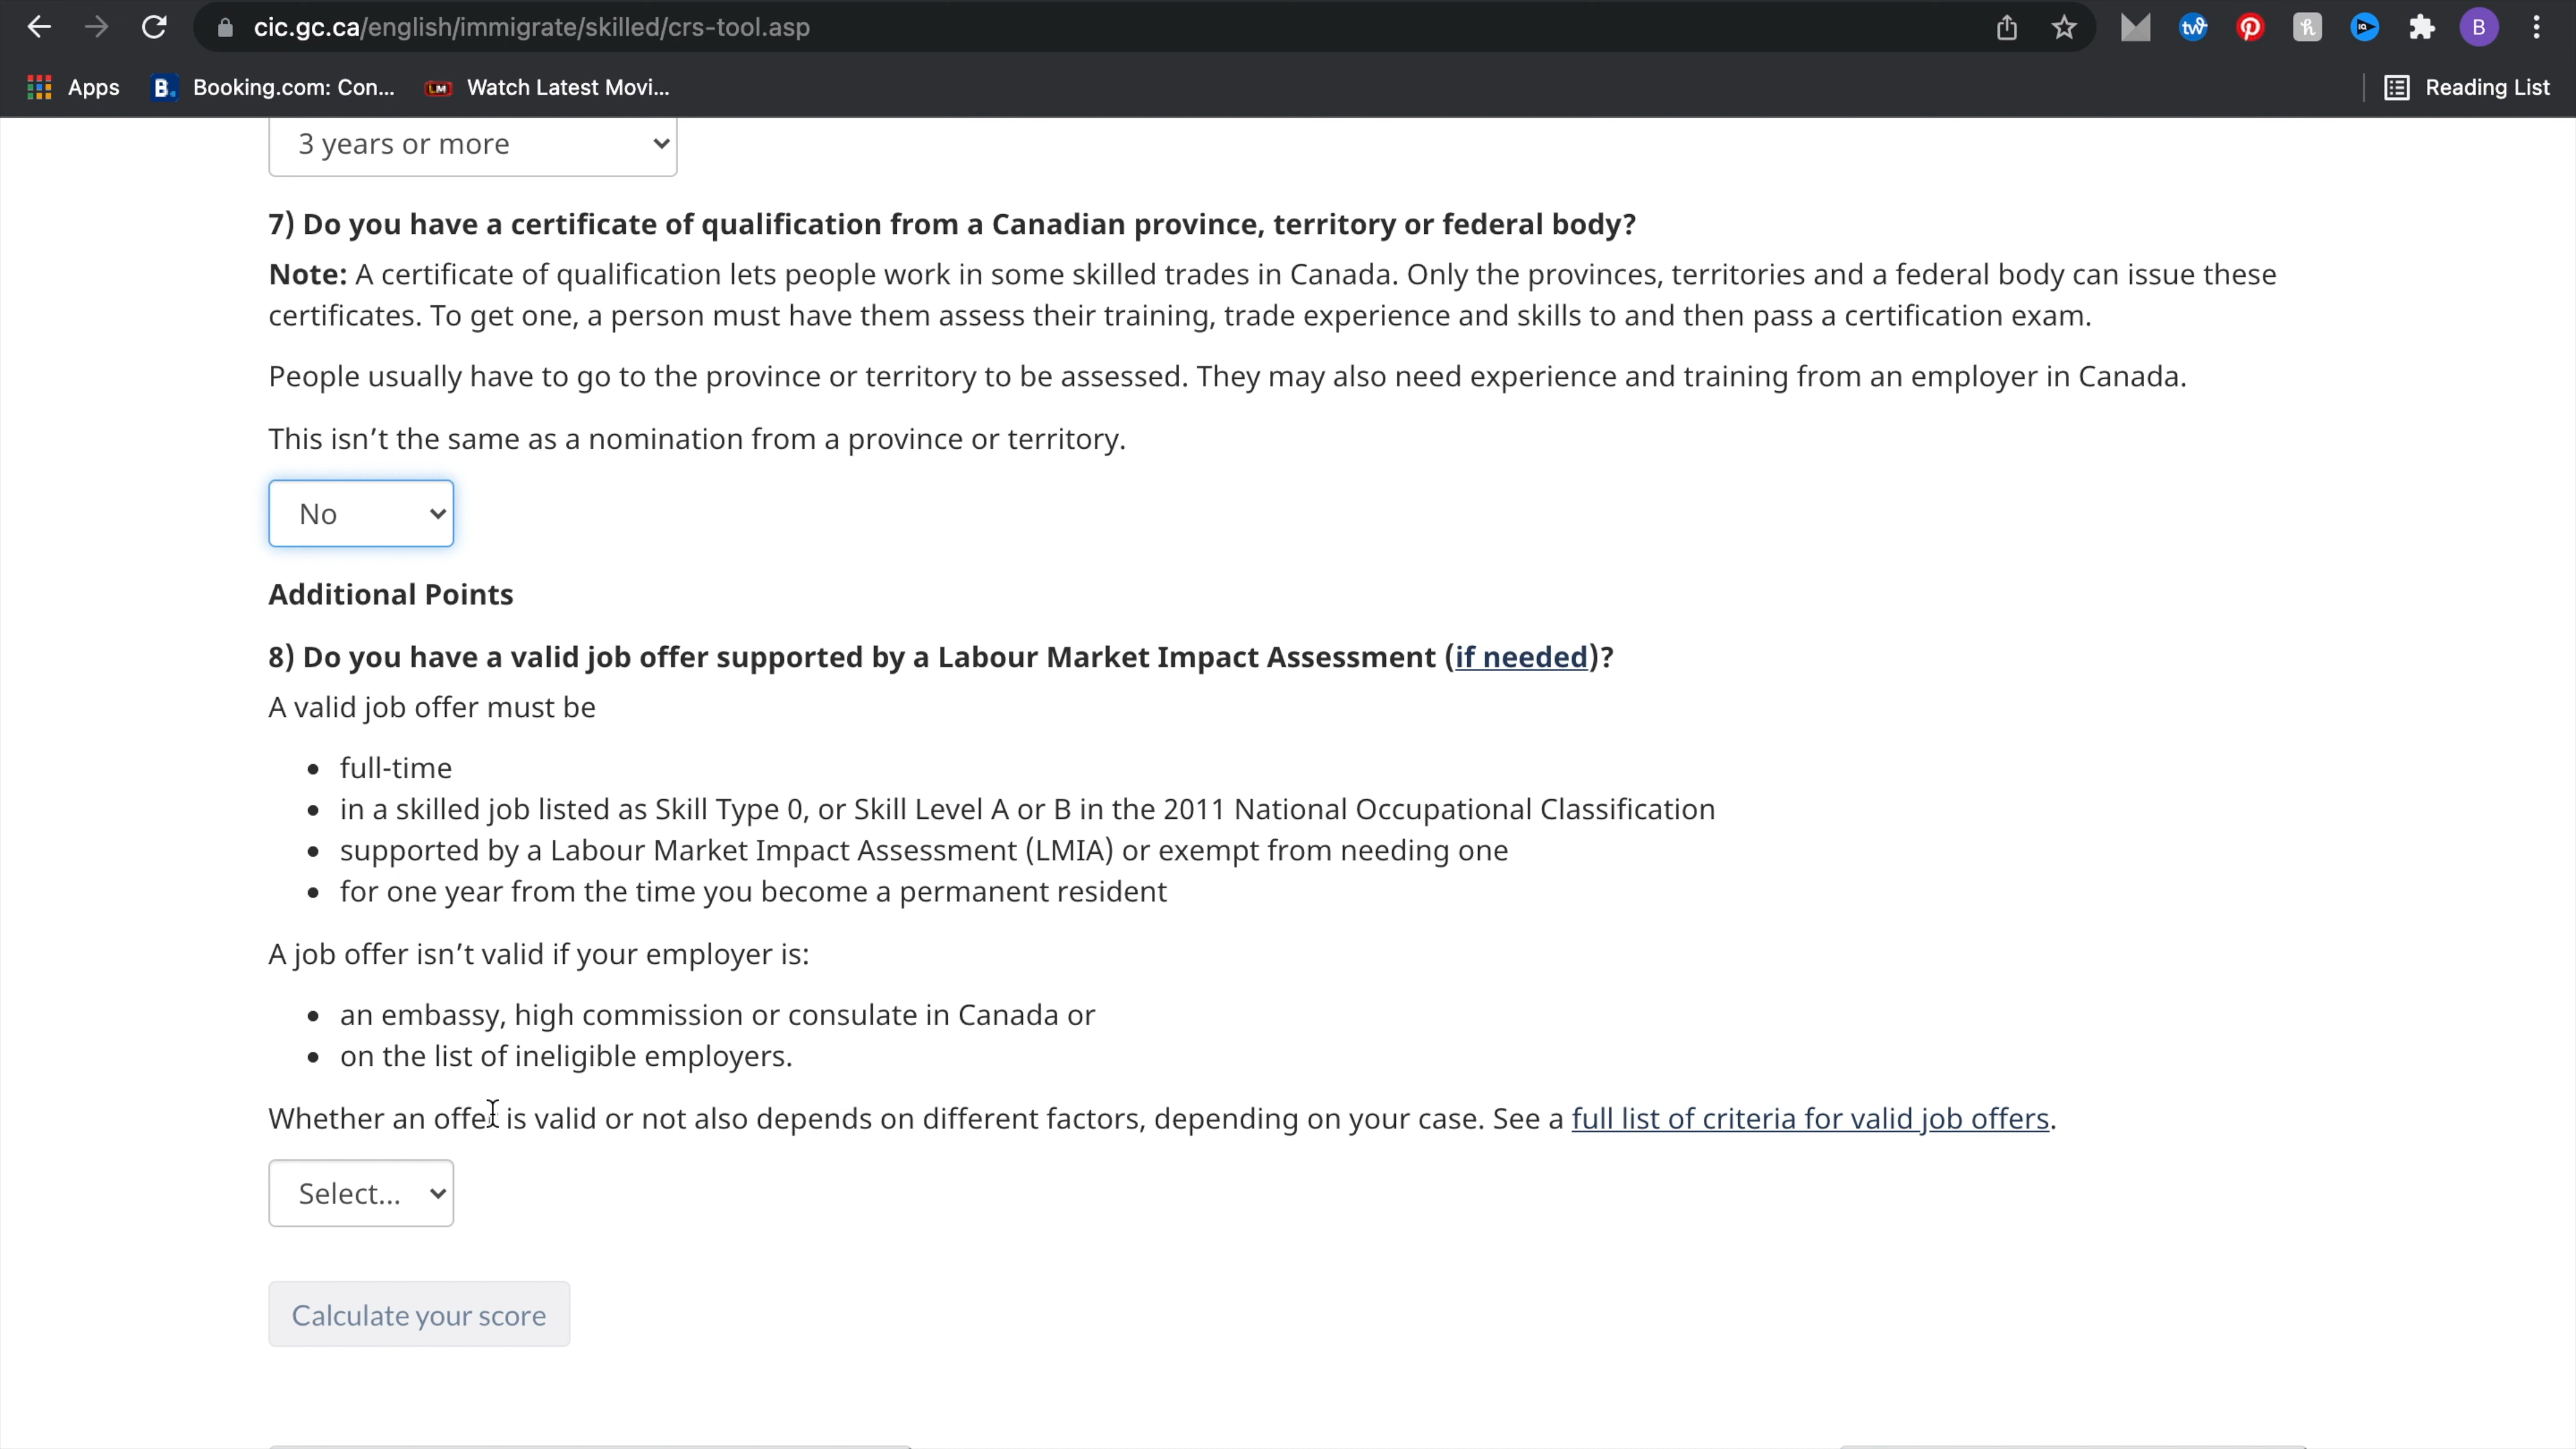 cic.gc.ca/english/immigrate/skilled/crs-tool.asp
B
Apps
B. Booking.com: Con...
LM Watch Latest Movi...
Reading List
3 years or more
7) Do you have a certificate of qualification from a Canadian province, territory or federal body?
Note: A certificate of qualification lets people work in some skilled trades in Canada. Only the provinces, territories and a federal body can issue these
certificates. To get one, a person must have them assess their training, trade experience and skills to and then pass a certification exam.
People usually have to go to the province or territory to be assessed. They may also need experience and training from an employer in Canada.
This isn’t the same as a nomination from a province or territory.
No
Additional Points
8) Do you have a valid job offer supported by a Labour Market Impact Assessment (if needed)?
A valid job offer must be
• full-time
• in a skilled job listed as Skill Type 0, or Skill Level A or B in the 2011 National Occupational Classification
• supported by a Labour Market Impact Assessment (LMIA) or exempt from needing one
• for one year from the time you become a permanent resident
A job offer isn’t valid if your employer is:
• an embassy, high commission or consulate in Canada or
• on the list of ineligible employers.
Whether an offer is valid or not also depends on different factors, depending on your case. See a full list of criteria for valid job offers.
Select...
Calculate your score